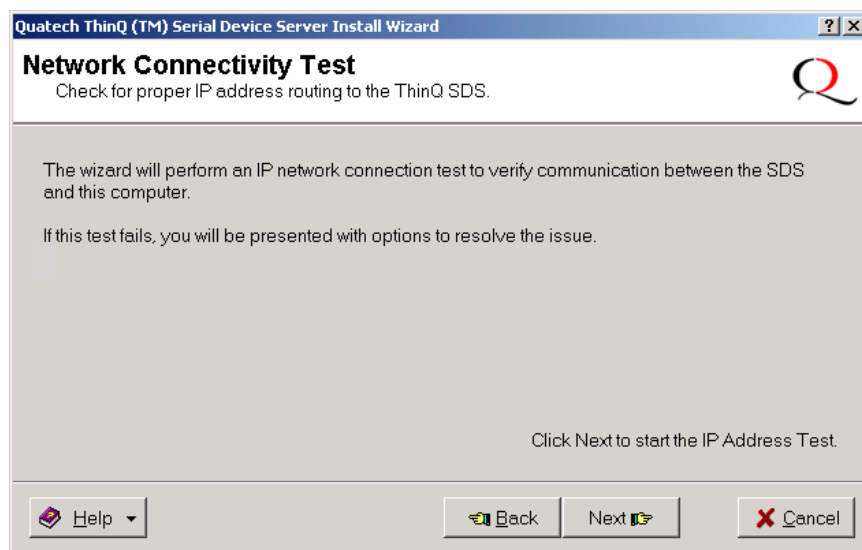 Quatech ThinQ (TM) Serial Device Server Install Wizard
Network Connectivity Test
Check for proper IP address routing to the ThinQ SDS.
The wizard will perform an IP network connection test to verify communication between the SDS
and this computer.
If this test fails, you will be presented with options to resolve the issue.
Click Next to start the IP Address Test.
Help Back Next Cancel